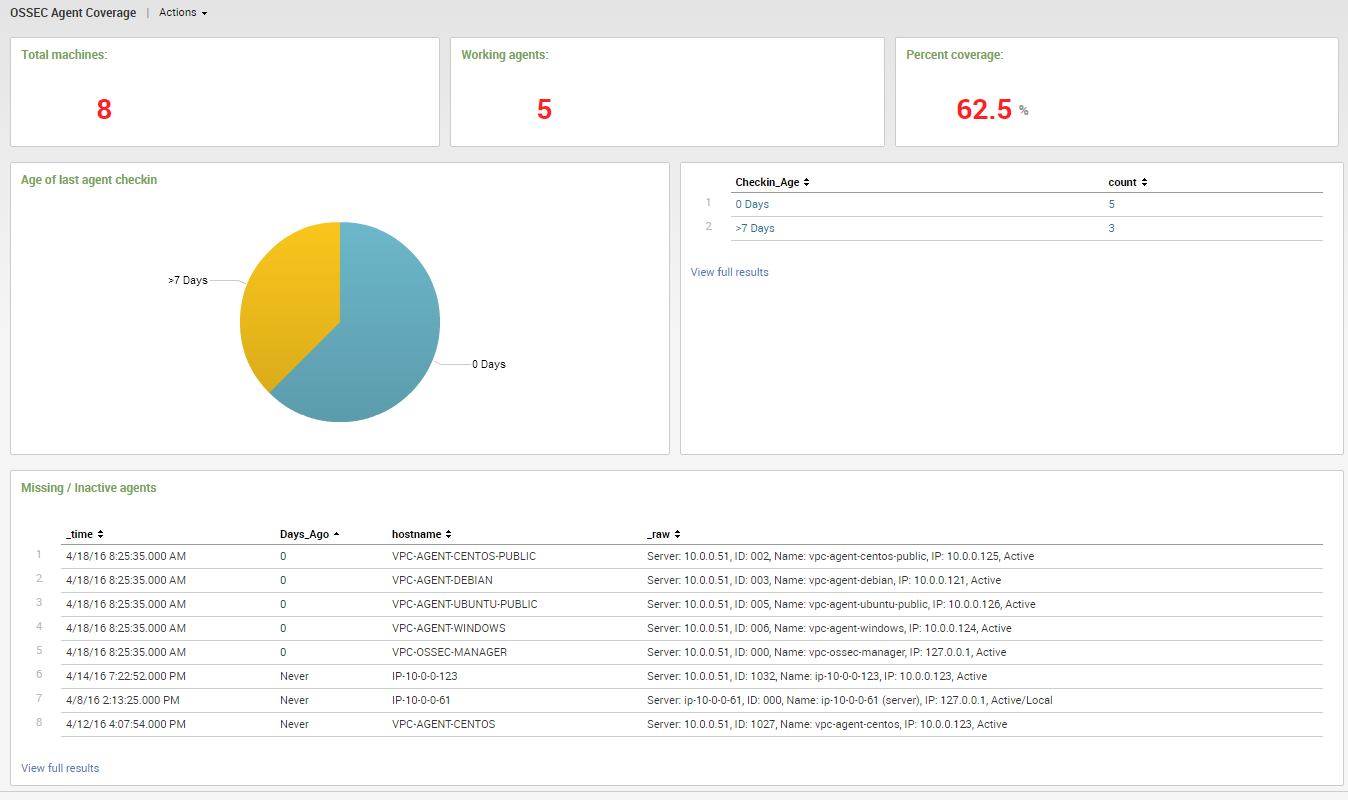 OSSEC Agent Coverage | Actions
Total machines:
8
Working agents:
5
Percent coverage:
62.5 %
Age of last agent checkin
>7 Days
0 Days
Checkin_Age count
1 0 Days 5
2 >7 Days 3
View full results
Missing / Inactive agents
_time Days_Ago hostname _raw
1 4/18/16 8:25:35.000 AM 0 VPC-AGENT-CENTOS-PUBLIC Server: 10.0.0.51, ID: 002, Name: vpc-agent-centos-public, IP: 10.0.0.125, Active
2 4/18/16 8:25:35.000 AM 0 VPC-AGENT-DEBIAN Server: 10.0.0.51, ID: 003, Name: vpc-agent-debian, IP: 10.0.0.121, Active
3 4/18/16 8:25:35.000 AM 0 VPC-AGENT-UBUNTU-PUBLIC Server: 10.0.0.51, ID: 005, Name: vpc-agent-ubuntu-public, IP: 10.0.0.126, Active
4 4/18/16 8:25:35.000 AM 0 VPC-AGENT-WINDOWS Server: 10.0.0.51, ID: 006, Name: vpc-agent-windows, IP: 10.0.0.124, Active
5 4/18/16 8:25:35.000 AM 0 VPC-OSSEC-MANAGER Server: 10.0.0.51, ID: 000, Name: vpc-ossec-manager, IP: 127.0.0.1, Active
6 4/14/16 7:22:52.000 PM Never IP-10-0-0-123 Server: 10.0.0.51, ID: 1032, Name: ip-10-0-0-123, IP: 10.0.0.123, Active
7 4/8/16 2:13:25.000 PM Never IP-10-0-0-61 Server: ip-10-0-0-61, ID: 000, Name: ip-10-0-0-61 (server), IP: 127.0.0.1, Active/Local
8 4/12/16 4:07:54.000 PM Never VPC-AGENT-CENTOS Server: 10.0.0.51, ID: 1027, Name: vpc-agent-centos, IP: 10.0.0.123, Active
View full results